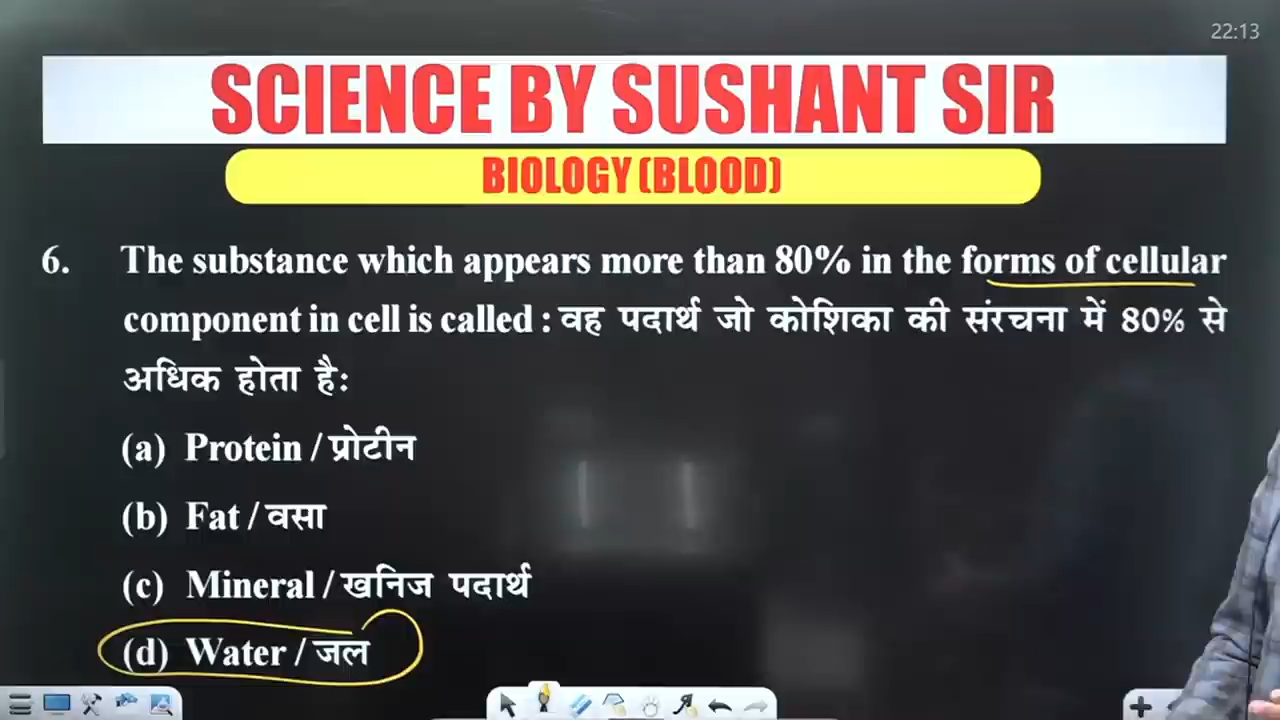 22:13
SCIENCE BY SUSHANT SIR
BIOLOGY (BLOOD)
6. The substance which appears more than 80% in the forms of cellular
component in cell is called : वह पदार्थ जो कोशिका की संरचना में 80% से
अधिक होता है:
(a) Protein / प्रोटीन
(b) Fat / वसा
(c) Mineral / खनिज पदार्थ
(d) Water / जल